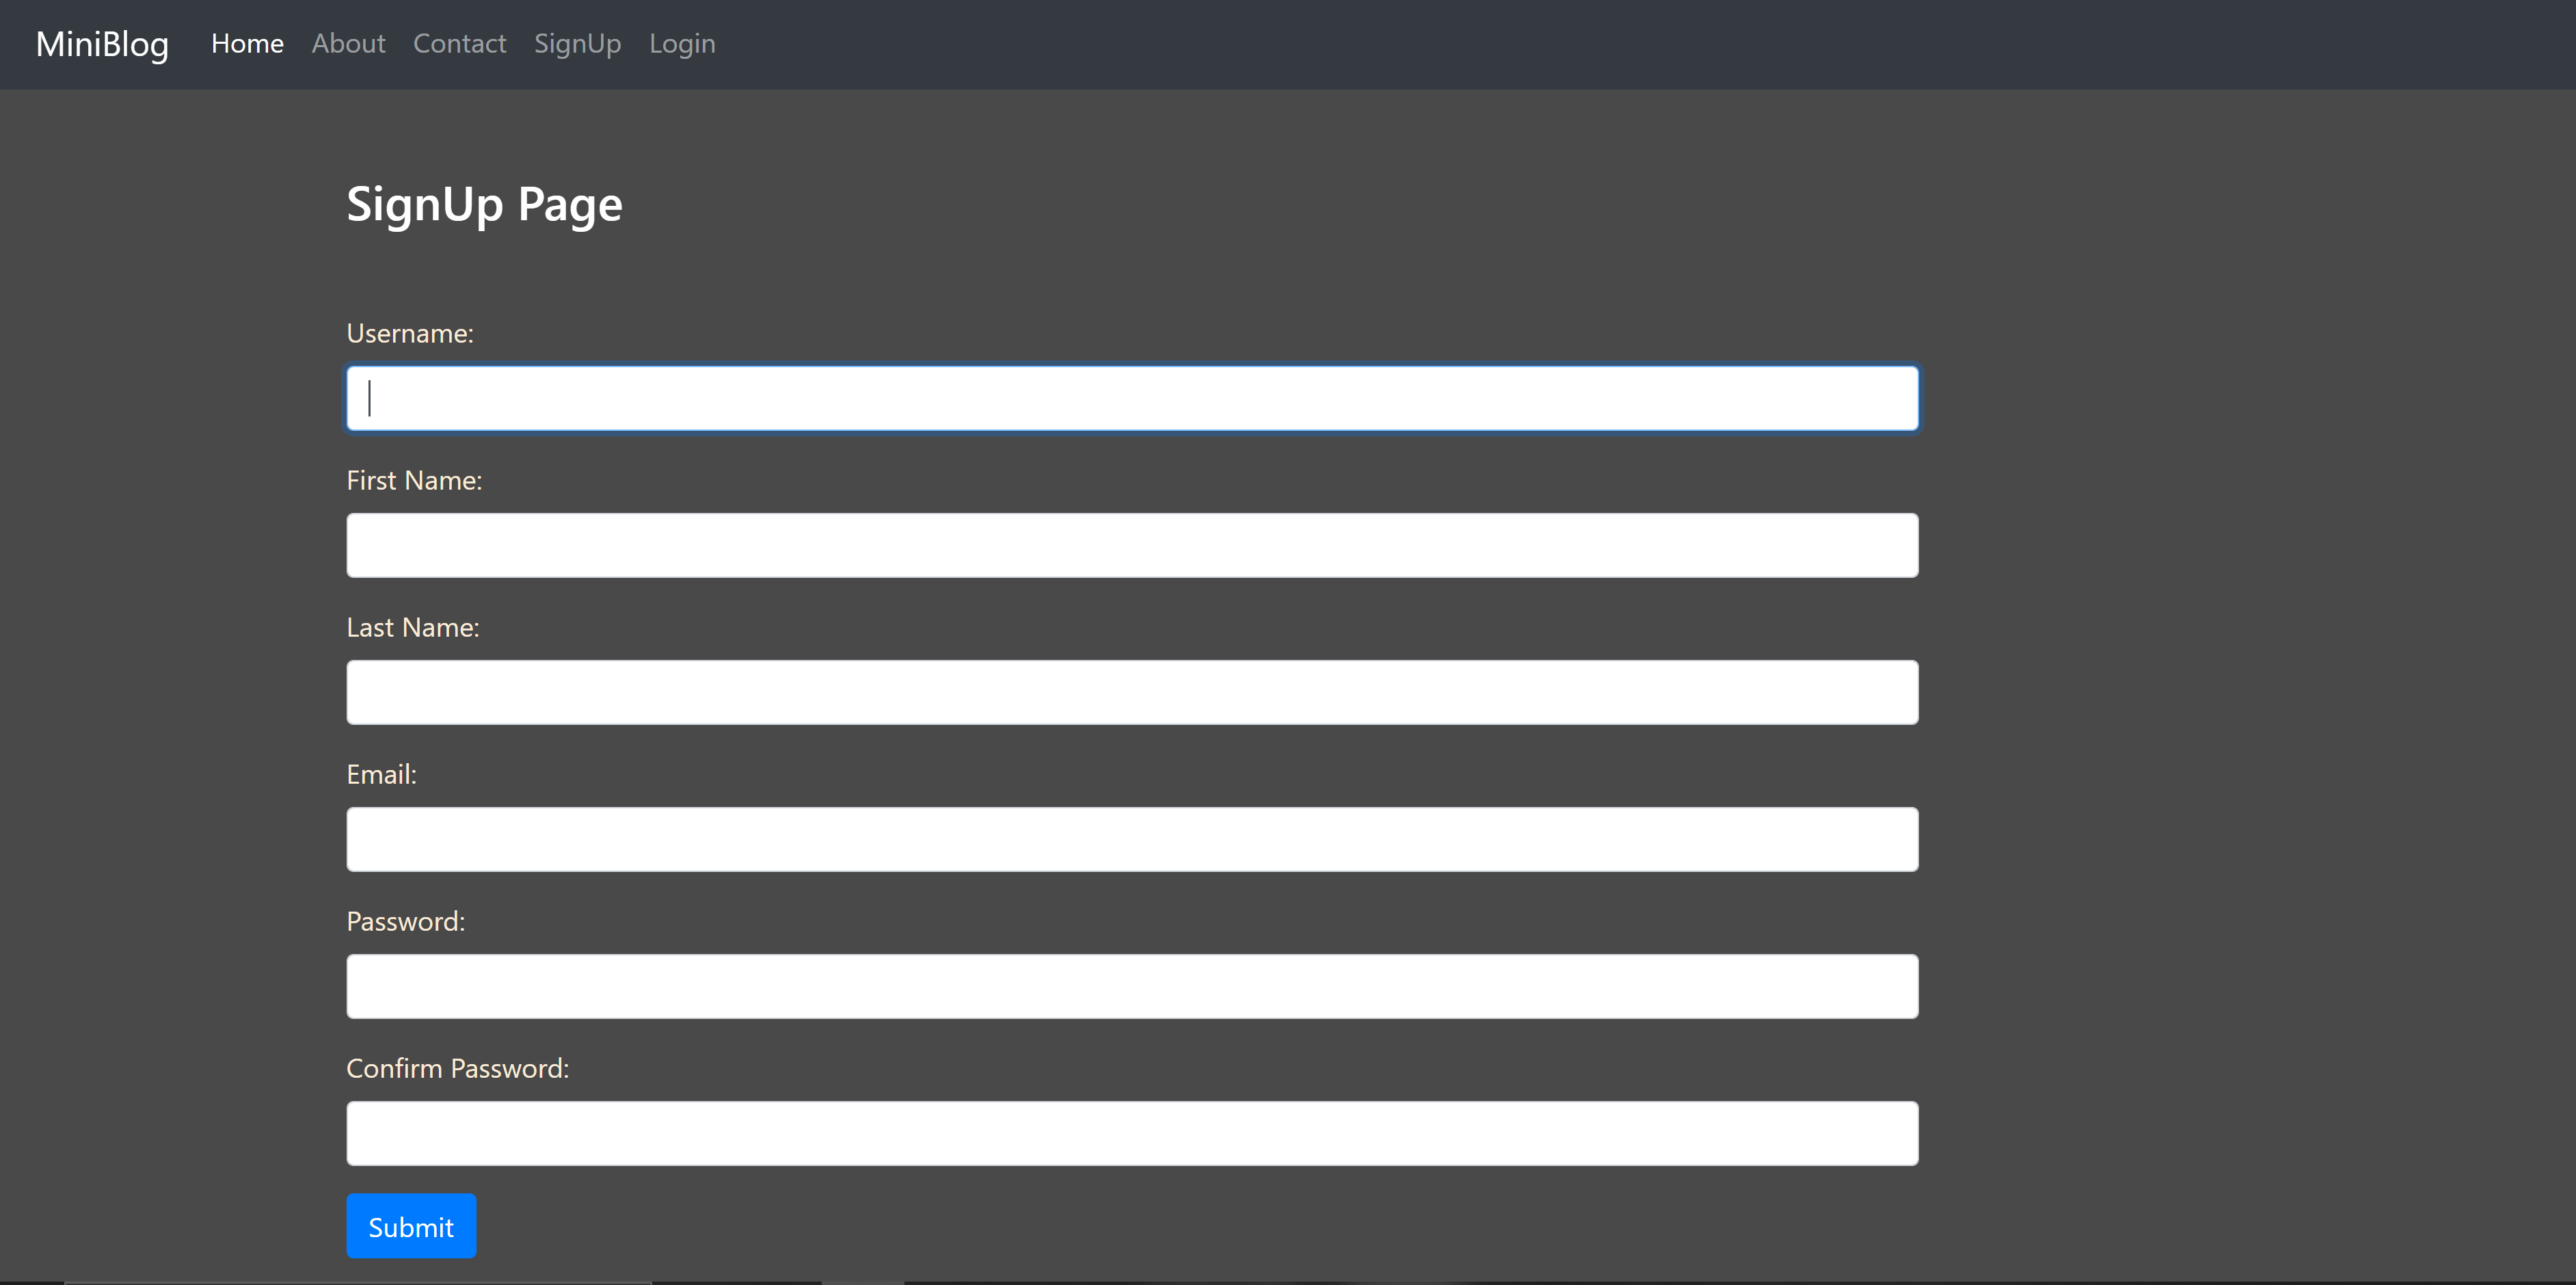 MiniBlog Home About Contact SignUp Login
SignUp Page
Username:
First Name:
Last Name:
Email:
Password:
Confirm Password:
Submit